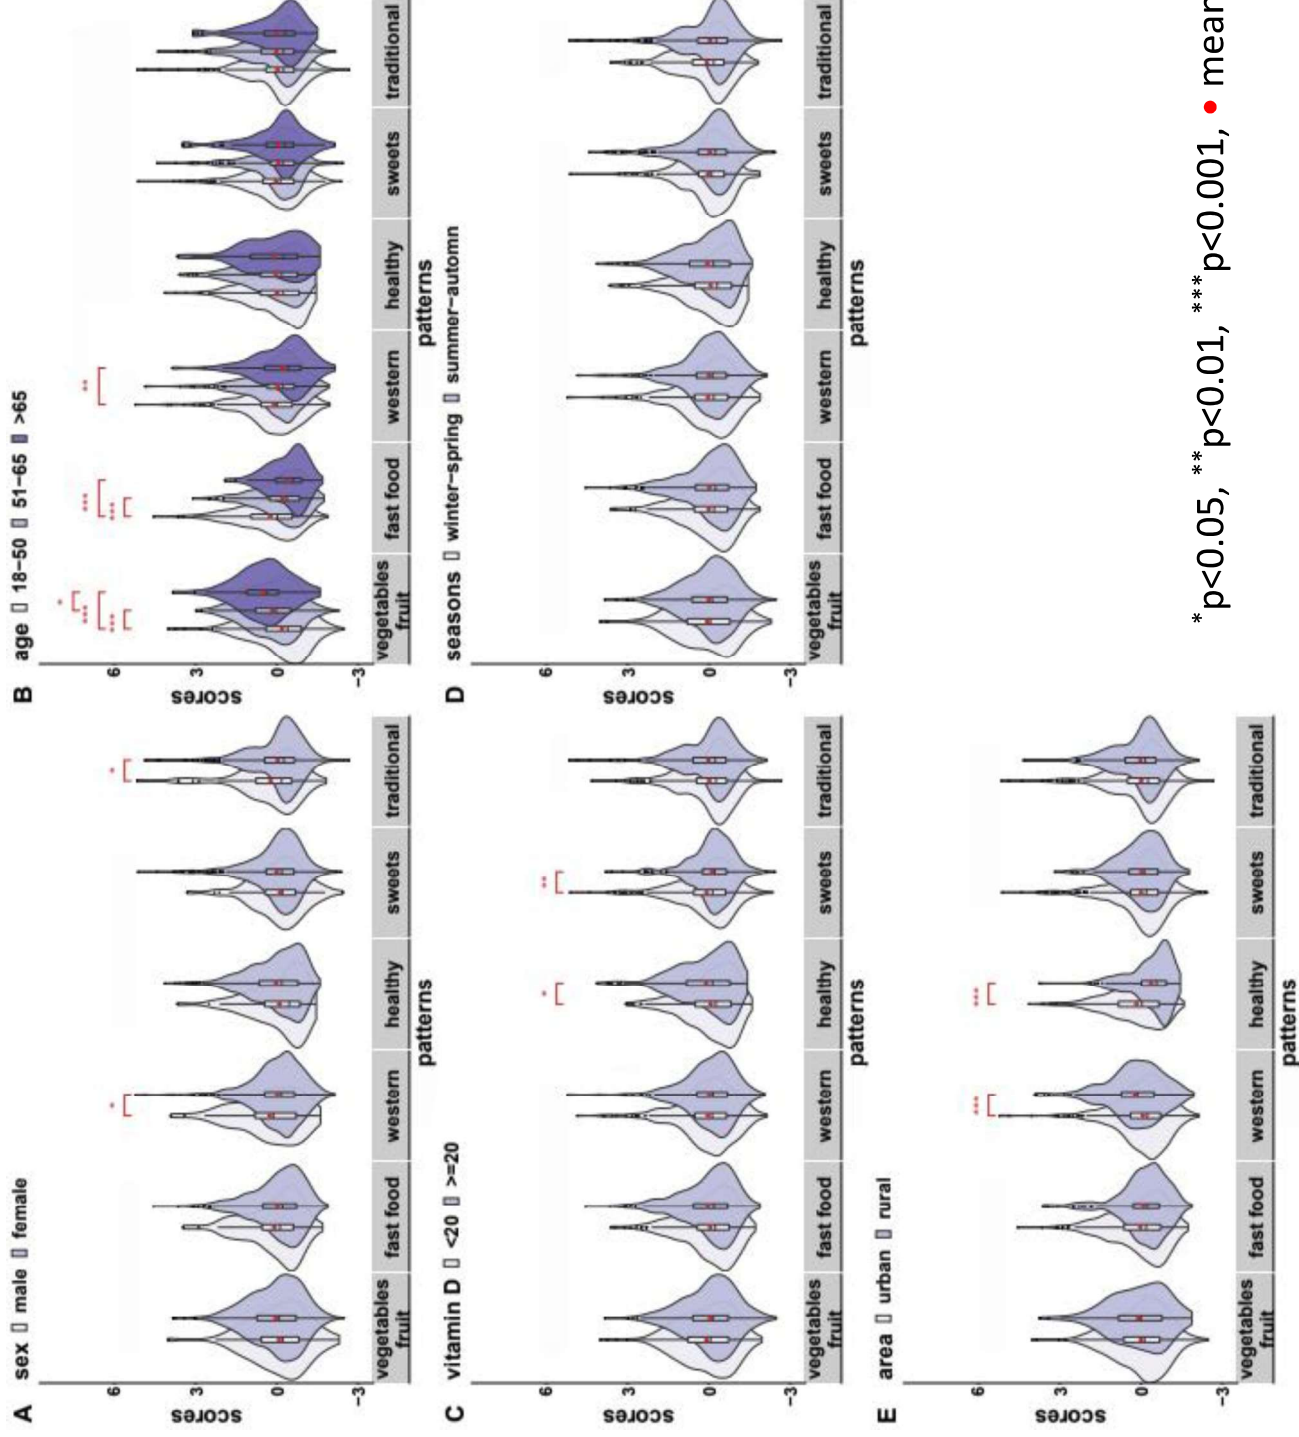 A
sex male female
6
3
0
−3
scores
vegetables fruit
fast food
western
healthy
sweets
traditional
patterns
*
*
B
age 18−50 51−65 >65
6
3
0
−3
scores
*
***
***
***
***
**
vegetables fruit
fast food
western
healthy
sweets
traditional
patterns
C
vitamin D <20 >=20
6
3
0
−3
scores
*
**
vegetables fruit
fast food
western
healthy
sweets
traditional
patterns
D
seasons winter−spring summer−automn
6
3
0
−3
scores
vegetables fruit
fast food
western
healthy
sweets
traditional
patterns
E
area urban rural
6
3
0
−3
scores
***
***
vegetables fruit
fast food
western
healthy
sweets
traditional
patterns
*p<0.05, **p<0.01, ***p<0.001, ● mear